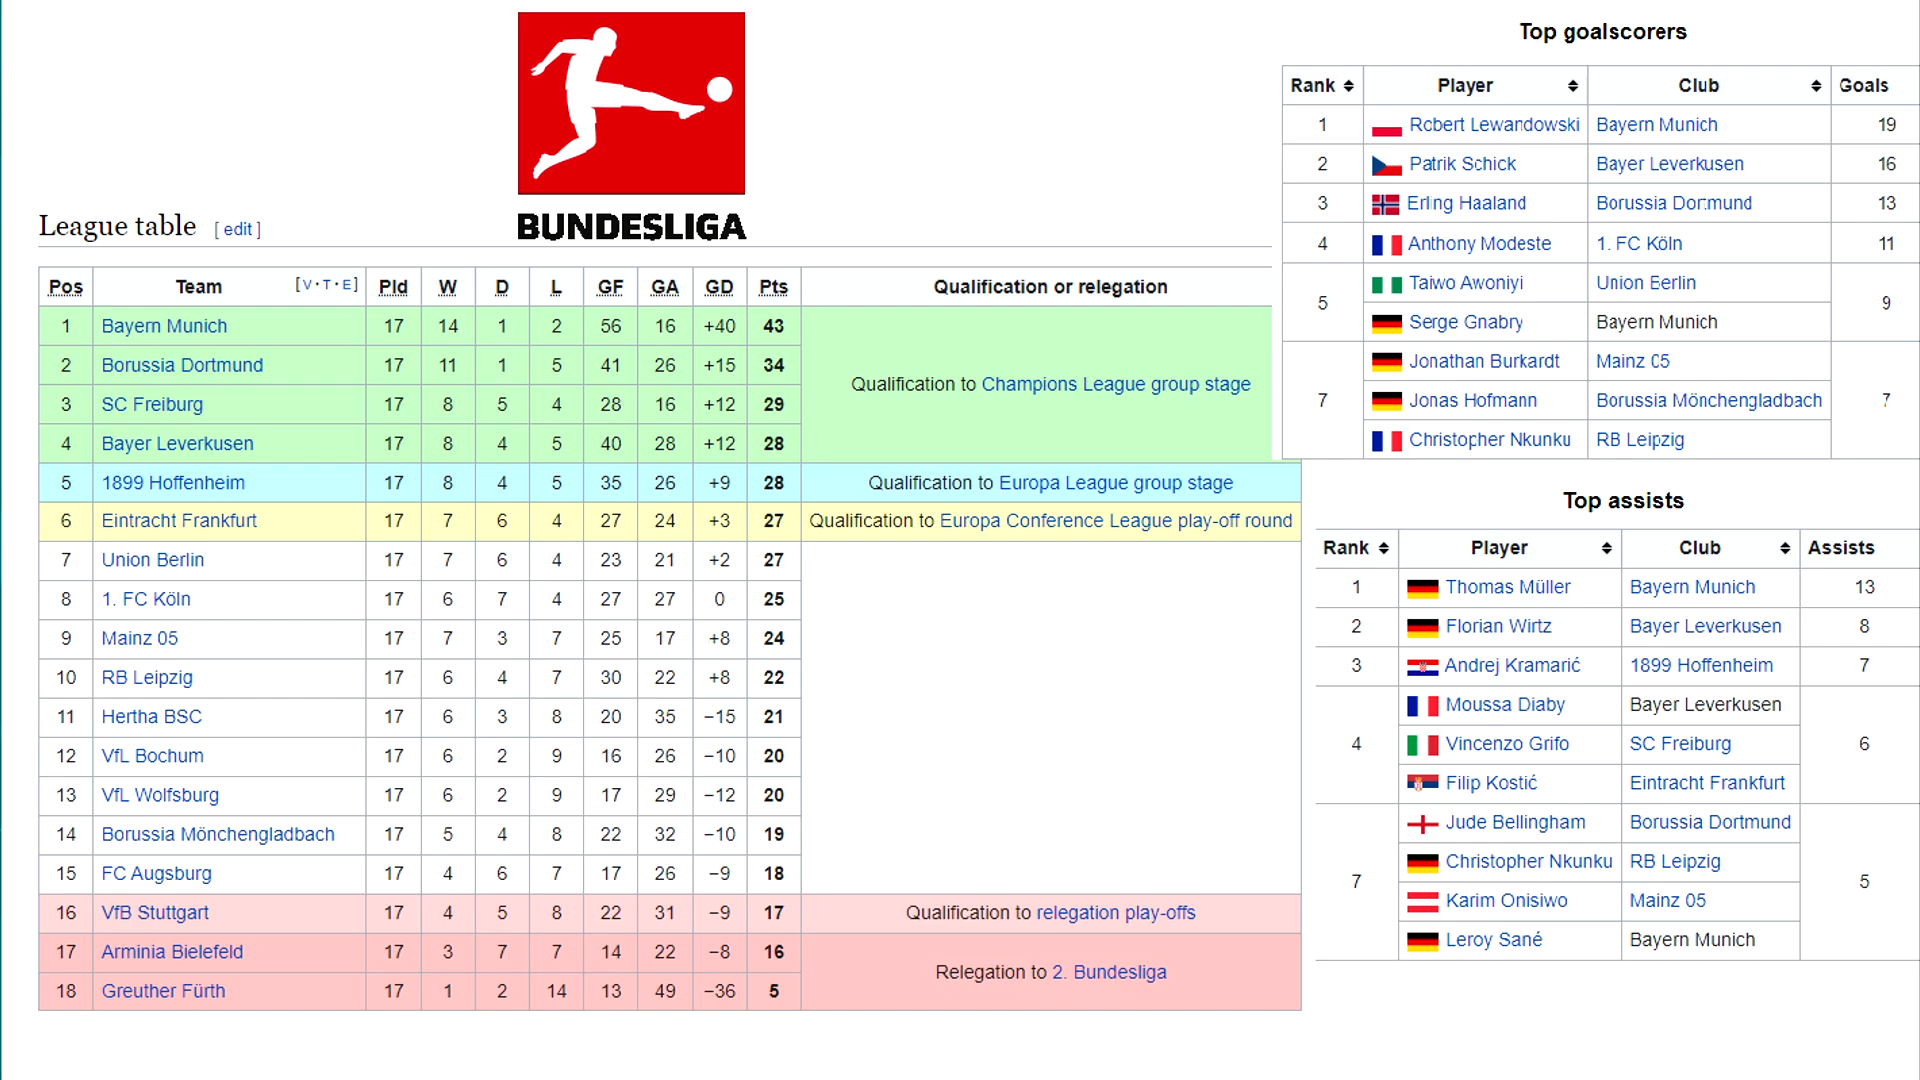 BUNDESLIGA
League table [ edit ]
Pos Team [V·T·E] Pld W D L GF GA GD Pts Qualification or relegation
1 Bayern Munich 17 14 1 2 56 16 +40 43
2 Borussia Dortmund 17 11 1 5 41 26 +15 34
Qualification to Champions League group stage
3 SC Freiburg 17 8 5 4 28 16 +12 29
4 Bayer Leverkusen 17 8 4 5 40 28 +12 28
5 1899 Hoffenheim 17 8 4 5 35 26 +9 28 Qualification to Europa League group stage
6 Eintracht Frankfurt 17 7 6 4 27 24 +3 27 Qualification to Europa Conference League play-off round
7 Union Berlin 17 7 6 4 23 21 +2 27
8 1. FC Köln 17 6 7 4 27 27 0 25
9 Mainz 05 17 7 3 7 25 17 +8 24
10 RB Leipzig 17 6 4 7 30 22 +8 22
11 Hertha BSC 17 6 3 8 20 35 −15 21
12 VfL Bochum 17 6 2 9 16 26 −10 20
13 VfL Wolfsburg 17 6 2 9 17 29 −12 20
14 Borussia Mönchengladbach 17 5 4 8 22 32 −10 19
15 FC Augsburg 17 4 6 7 17 26 −9 18
16 VfB Stuttgart 17 4 5 8 22 31 −9 17 Qualification to relegation play-offs
17 Arminia Bielefeld 17 3 7 7 14 22 −8 16
Relegation to 2. Bundesliga
18 Greuther Fürth 17 1 2 14 13 49 −36 5
Top goalscorers
Rank Player Club Goals
1 Robert Lewandowski Bayern Munich 19
2 Patrik Schick Bayer Leverkusen 16
3 Erling Haaland Borussia Dortmund 13
4 Anthony Modeste 1. FC Köln 11
Taiwo Awoniyi Union Berlin
5 9
Serge Gnabry Bayern Munich
Jonathan Burkardt Mainz 05
7 Jonas Hofmann Borussia Mönchengladbach 7
Christopher Nkunku RB Leipzig
Top assists
Rank Player Club Assists
1 Thomas Müller Bayern Munich 13
2 Florian Wirtz Bayer Leverkusen 8
3 Andrej Kramarić 1899 Hoffenheim 7
Moussa Diaby Bayer Leverkusen
4 Vincenzo Grifo SC Freiburg 6
Filip Kostić Eintracht Frankfurt
Jude Bellingham Borussia Dortmund
Christopher Nkunku RB Leipzig
7 5
Karim Onisiwo Mainz 05
Leroy Sané Bayern Munich